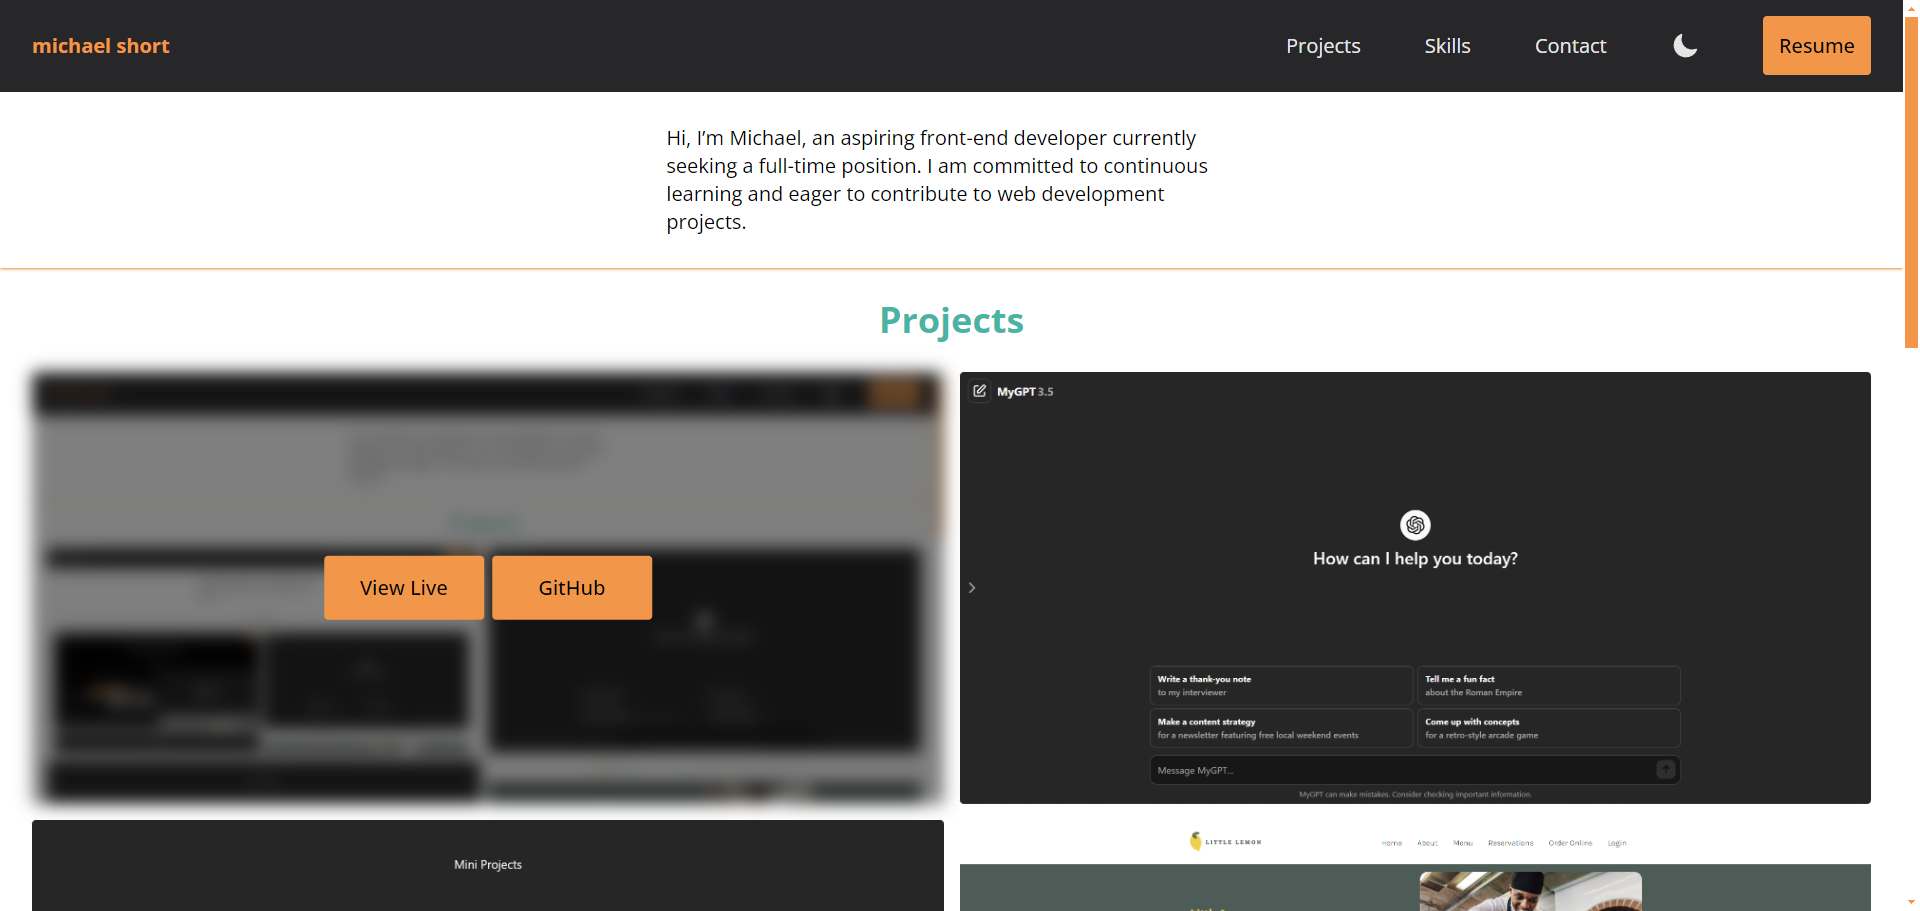 michael short
Projects
Skills
Contact
Resume
Hi, I’m Michael, an aspiring front-end developer currently
seeking a full-time position. I am committed to continuous
learning and eager to contribute to web development
projects.
Projects
View Live
GitHub
MyGPT 3.5
How can I help you today?
Write a thank-you note
to my interviewer
Tell me a fun fact
about the Roman Empire
Make a content strategy
for a newsletter featuring free local weekend events
Come up with concepts
for a retro-style arcade game
Message MyGPT...
MyGPT can make mistakes. Consider checking important information.
Mini Projects
LITTLE LEMON
Home
About
Menu
Reservations
Order Online
Login